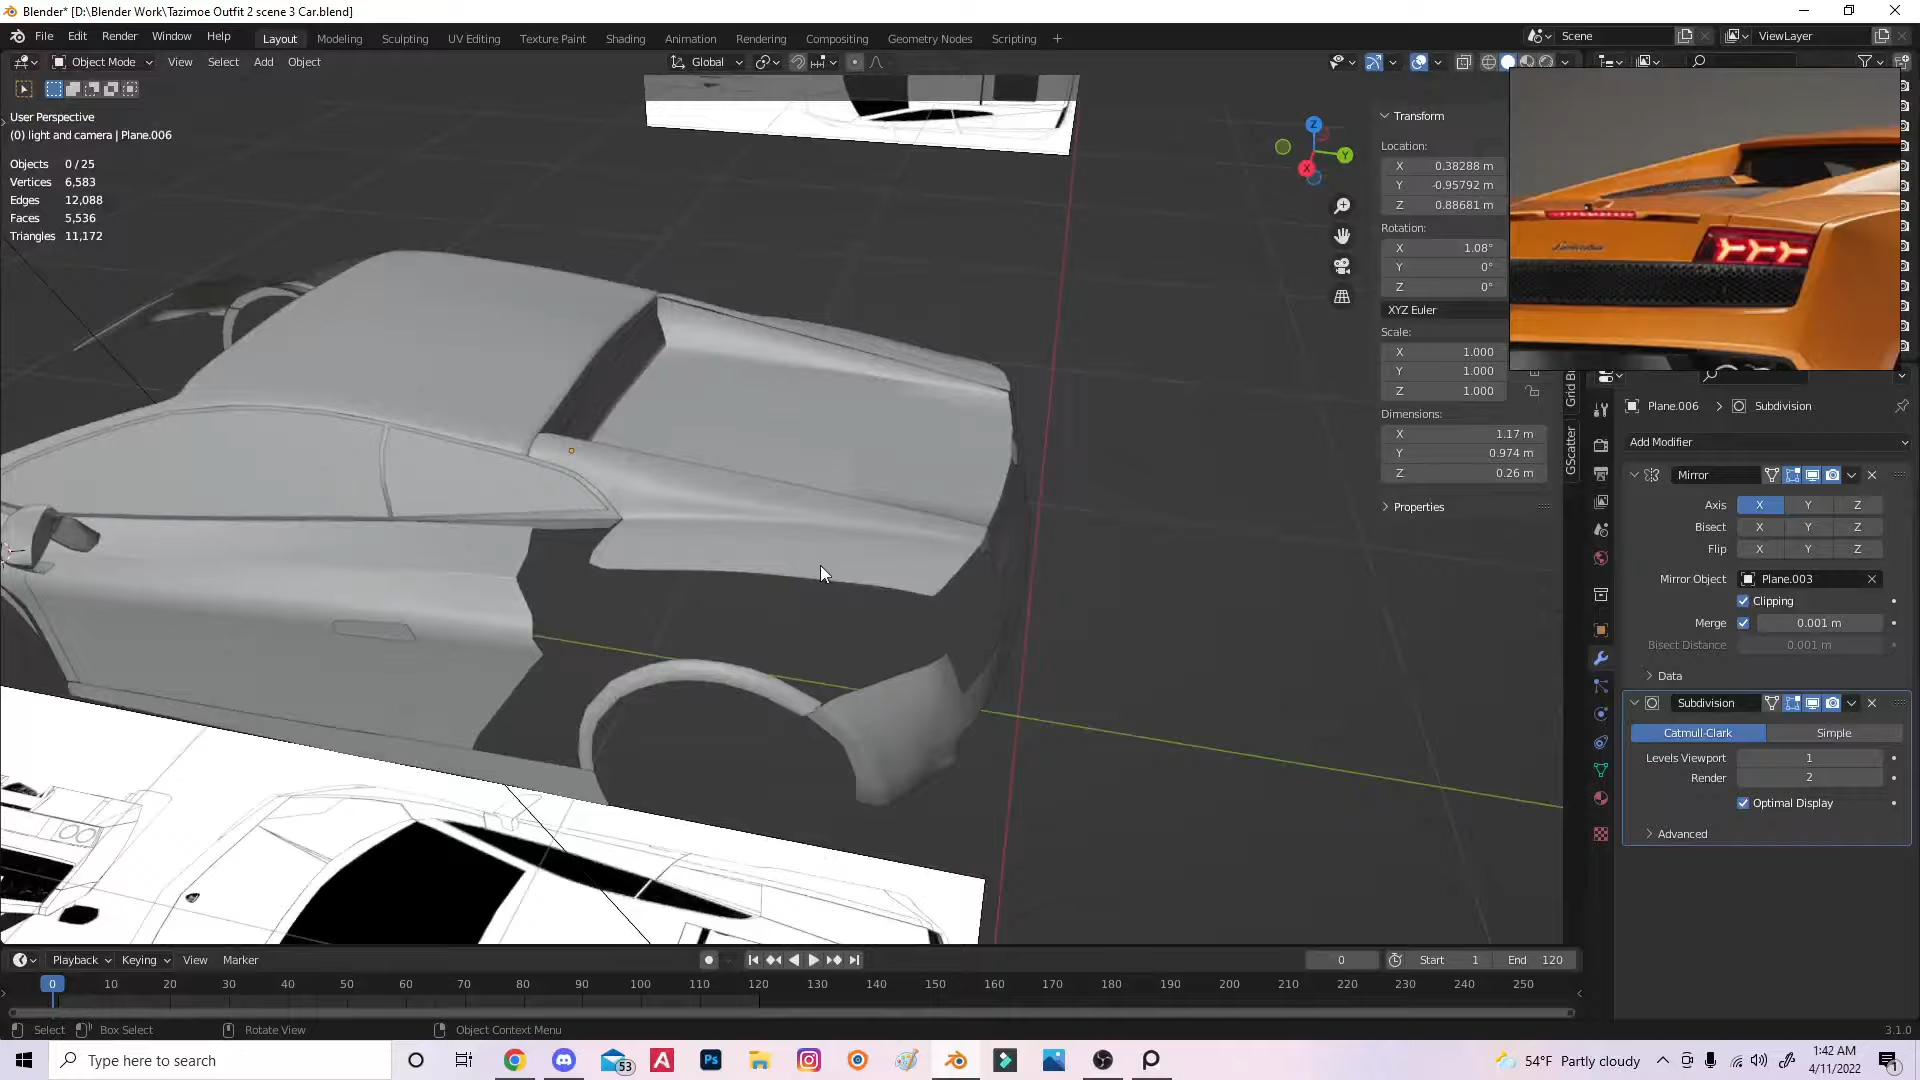 Blender* [D:\Blender Work\Tazimoe Outfit 2 scene 3 Car.blend]
File Edit Render Window Help
Layout Modeling Sculpting UV Editing Texture Paint Shading Animation Rendering Compositing Geometry Nodes Scripting +
Scene
ViewLayer
Object Mode View Select Add Object
Global
User Perspective
(0) light and camera | Plane.006
Objects 0 / 25
Vertices 6,583
Edges 12,088
Faces 5,536
Triangles 11,172
Z
Y
X
Transform
Location:
X 0.38288 m
Y -0.95792 m
Z 0.88681 m
Rotation:
X 1.08°
Y 0°
Z 0°
XYZ Euler
Scale:
X 1.000
Y 1.000
Z 1.000
Dimensions:
X 1.17 m
Y 0.974 m
Z 0.26 m
Properties
GScatter
Plane.006 > Subdivision
Add Modifier
Mirror
Axis X Y Z
Bisect X Y Z
Flip X Y Z
Mirror Object Plane.003
Clipping
Merge 0.001 m
Bisect Distance 0.001 m
Data
Subdivision
Catmull-Clark Simple
Levels Viewport 1
Render 2
Optimal Display
Advanced
Playback Keying View Marker
0
Start 1 End 120
0 10 20 30 40 50 60 70 80 90 100 110 120 130 140 150 160 170 180 190 200 210 220 230 240 250
Select Box Select Rotate View Object Context Menu
3.1.0
Type here to search
53
54°F Partly cloudy
1:42 AM
4/11/2022
1